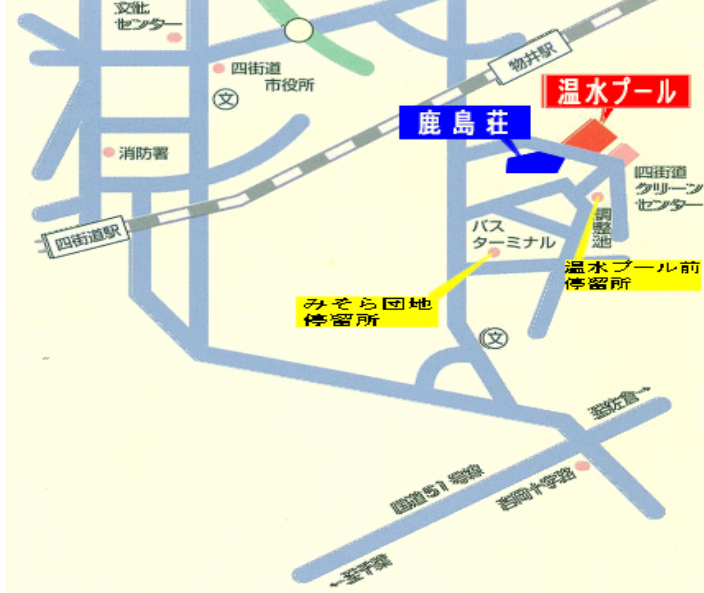 文化
センター
四街道
市役所
文
消防署
四街道駅
物井駅
温水プール
鹿島荘
四街道
クリーン
センター
調整池
バス
ターミナル
温水プール前
停留所
みそら団地
停留所
文
至佐倉→
国道51号線
吉岡十字路
←至千葉